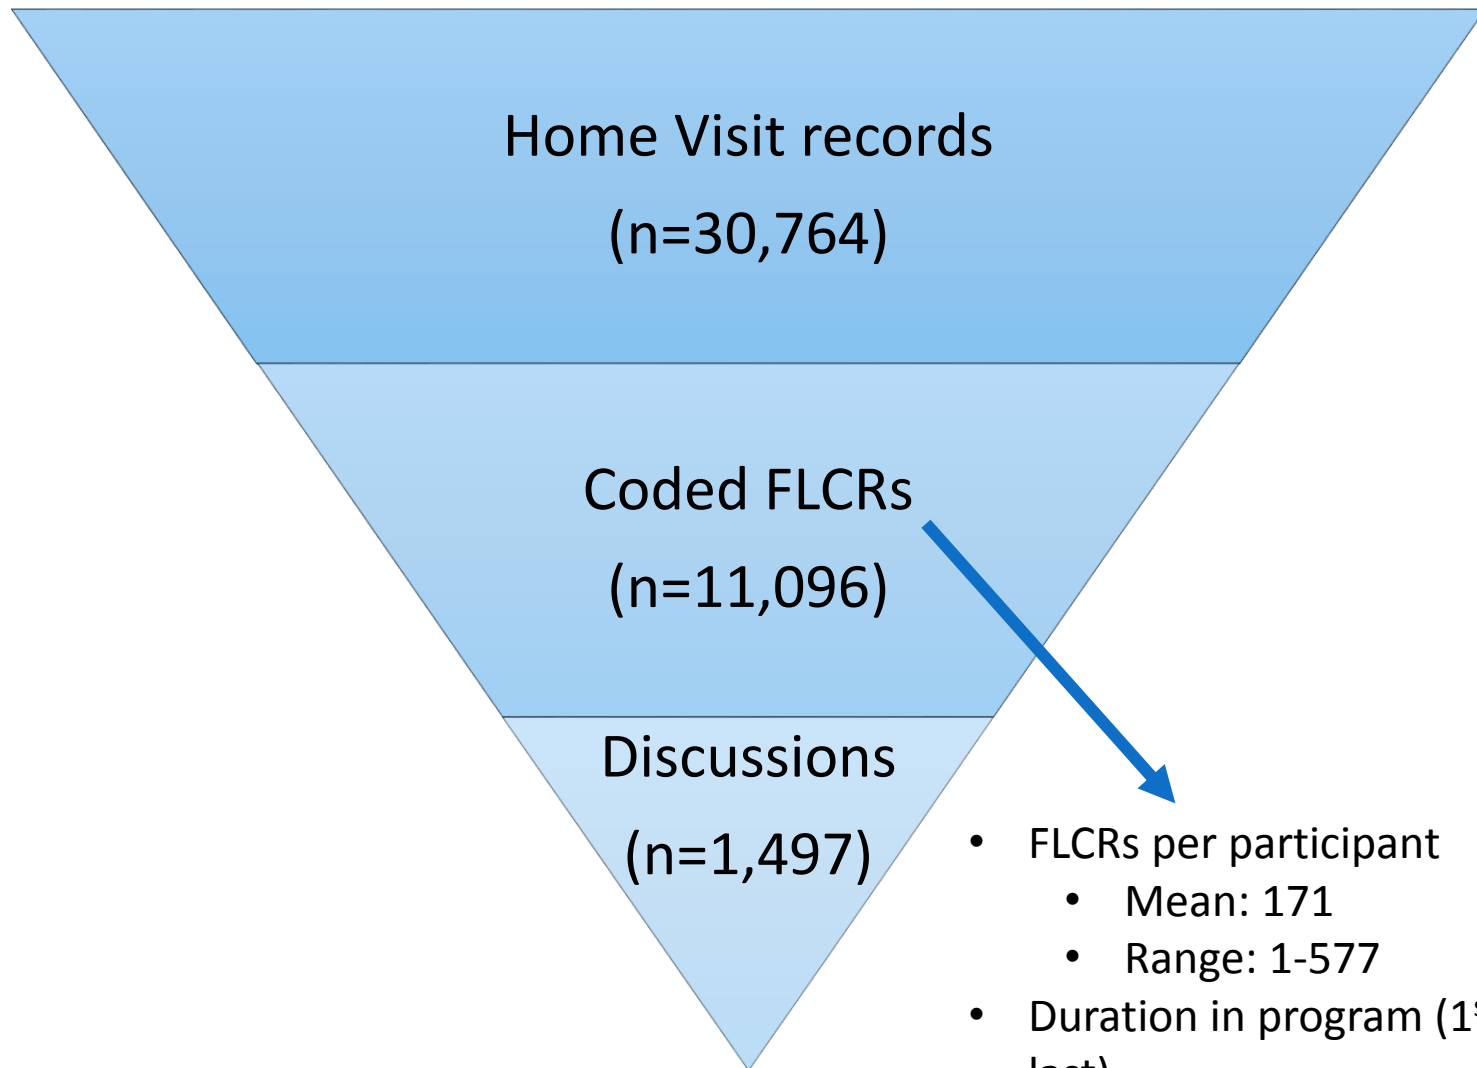 Home Visit records
(n=30,764)
Coded FLCRs
(n=11,096)
Discussions
(n=1,497)
• FLCRs per participant
• Mean: 171
• Range: 1-577
• Duration in program (1